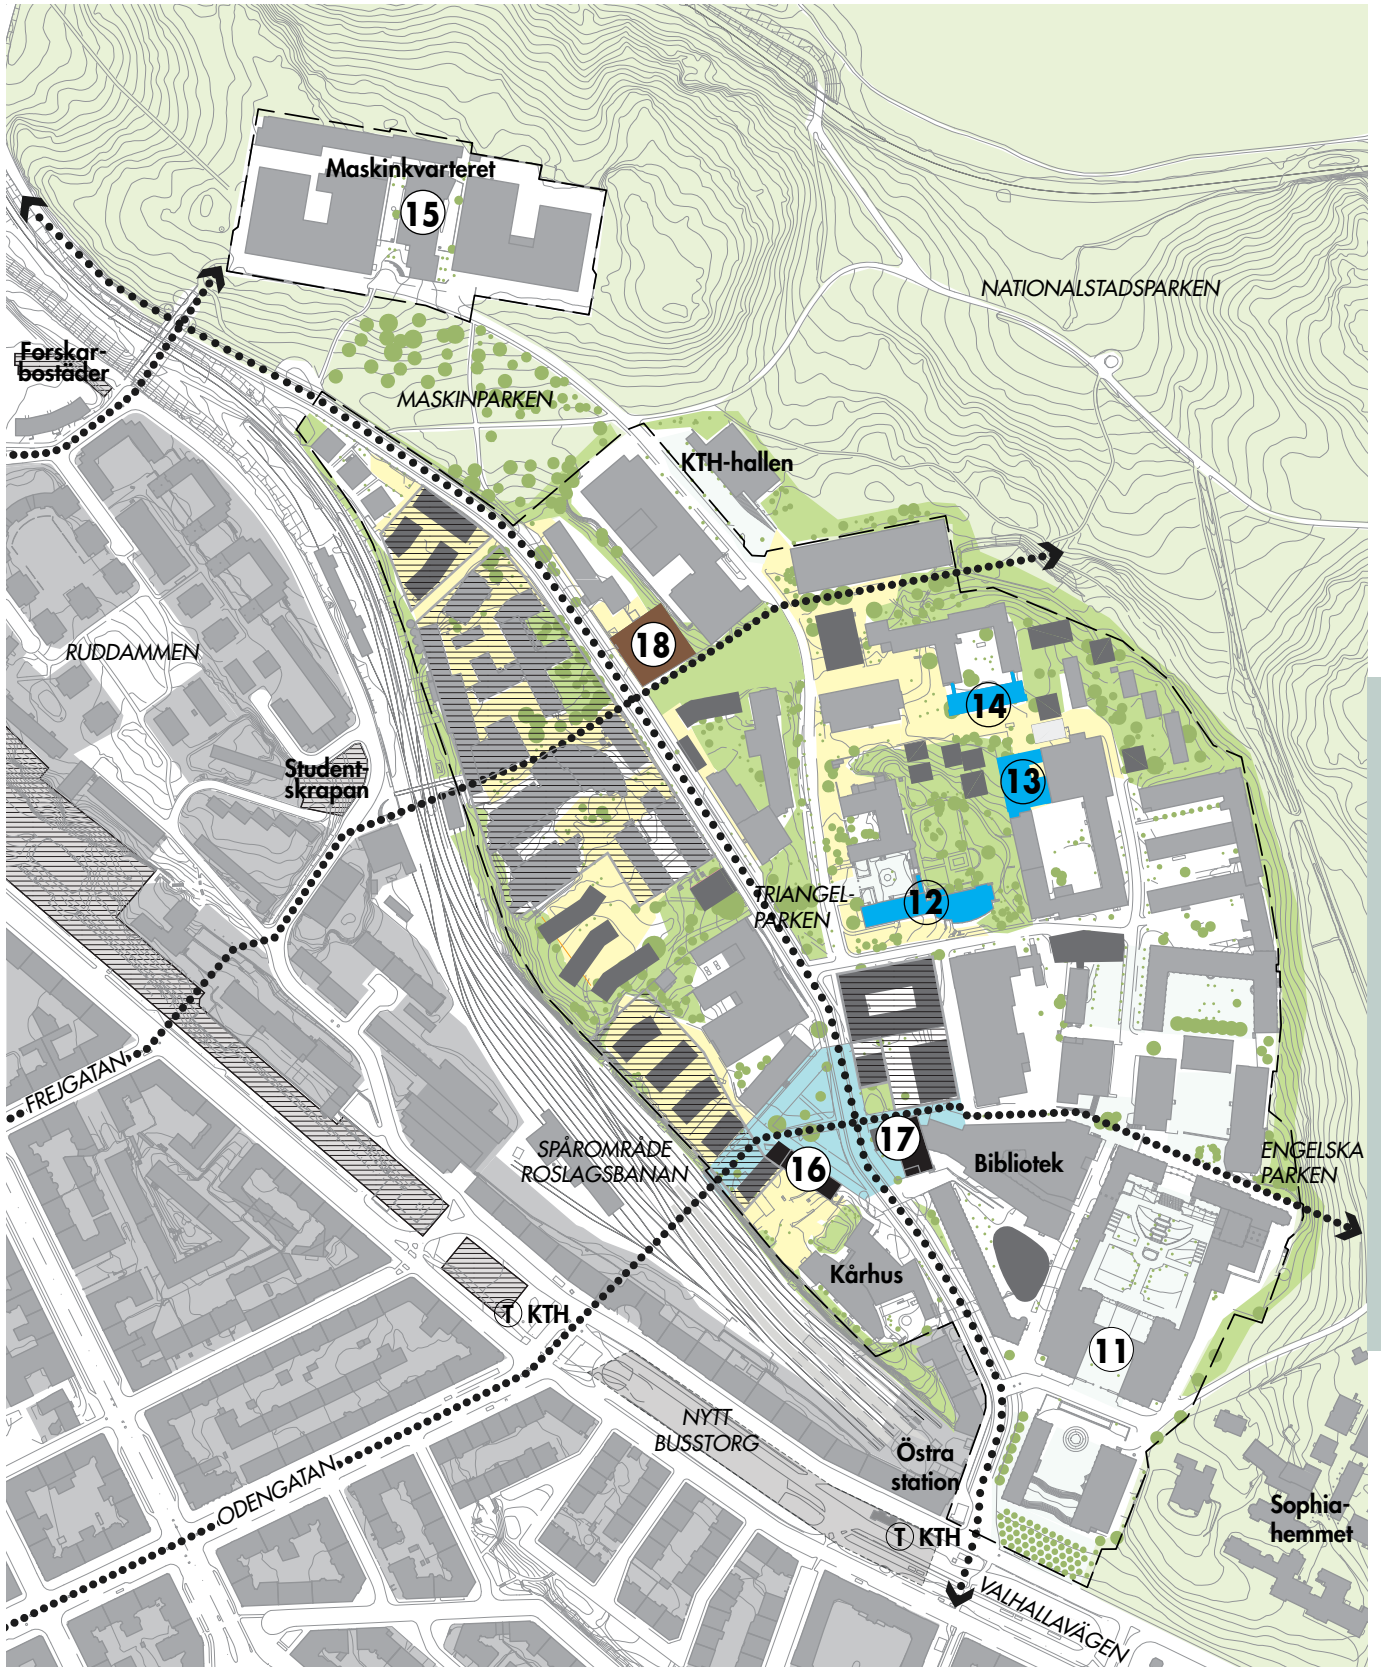 Maskinkvarteret
15
NATIONALSTADSPARKEN
Forskar-
bostäder
MASKINPARKEN
KTH-hallen
18
RUDDAMMEN
14
Student-
skrapan
13
TRIANGEL-
PARKEN
12
FREJGATAN
SPÅROMRÅDE
ROSLAGSBANAN
17
16
Bibliotek
ENGELSKA
PARKEN
Kårhus
T KTH
11
NYTT
BUSSTORG
Östra
station
ODENGATAN
T KTH
Sophia-
hemmet
VALHALLAVÄGEN